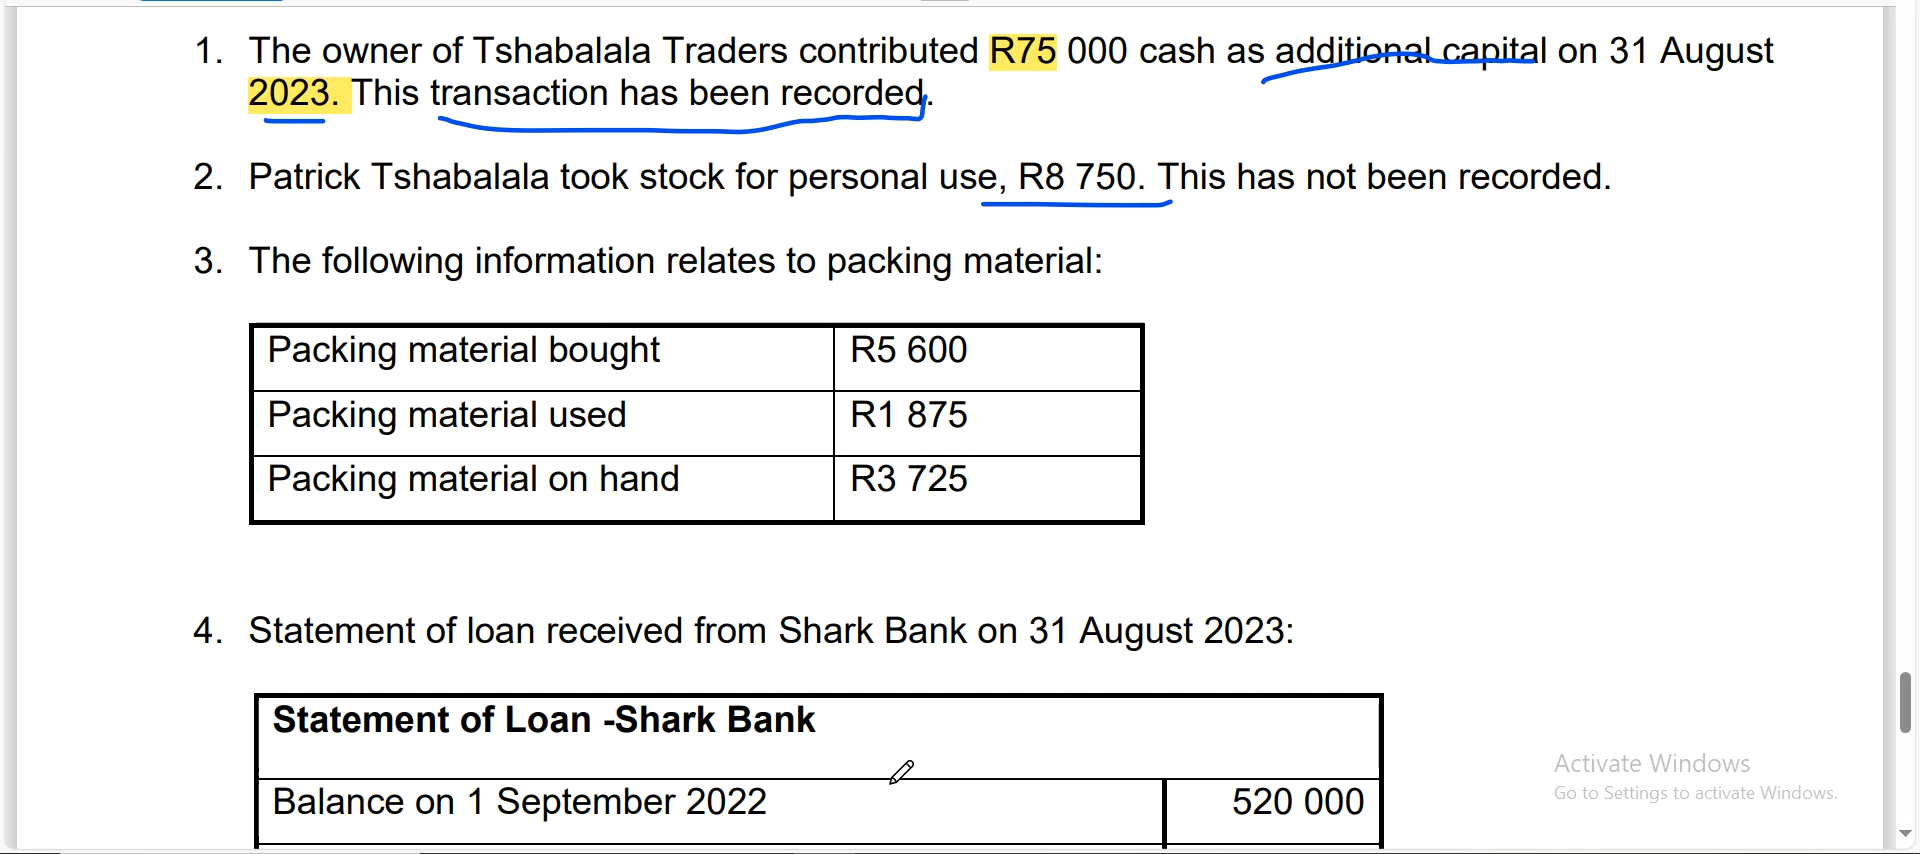 1. The owner of Tshabalala Traders contributed R75 000 cash as additional capital on 31 August
2023. This transaction has been recorded.
2. Patrick Tshabalala took stock for personal use, R8 750. This has not been recorded.
3. The following information relates to packing material:
Packing material bought R5 600
Packing material used R1 875
Packing material on hand R3 725
4. Statement of loan received from Shark Bank on 31 August 2023:
Statement of Loan -Shark Bank
Balance on 1 September 2022 520 000
Activate Windows
Go to Settings to activate Windows.